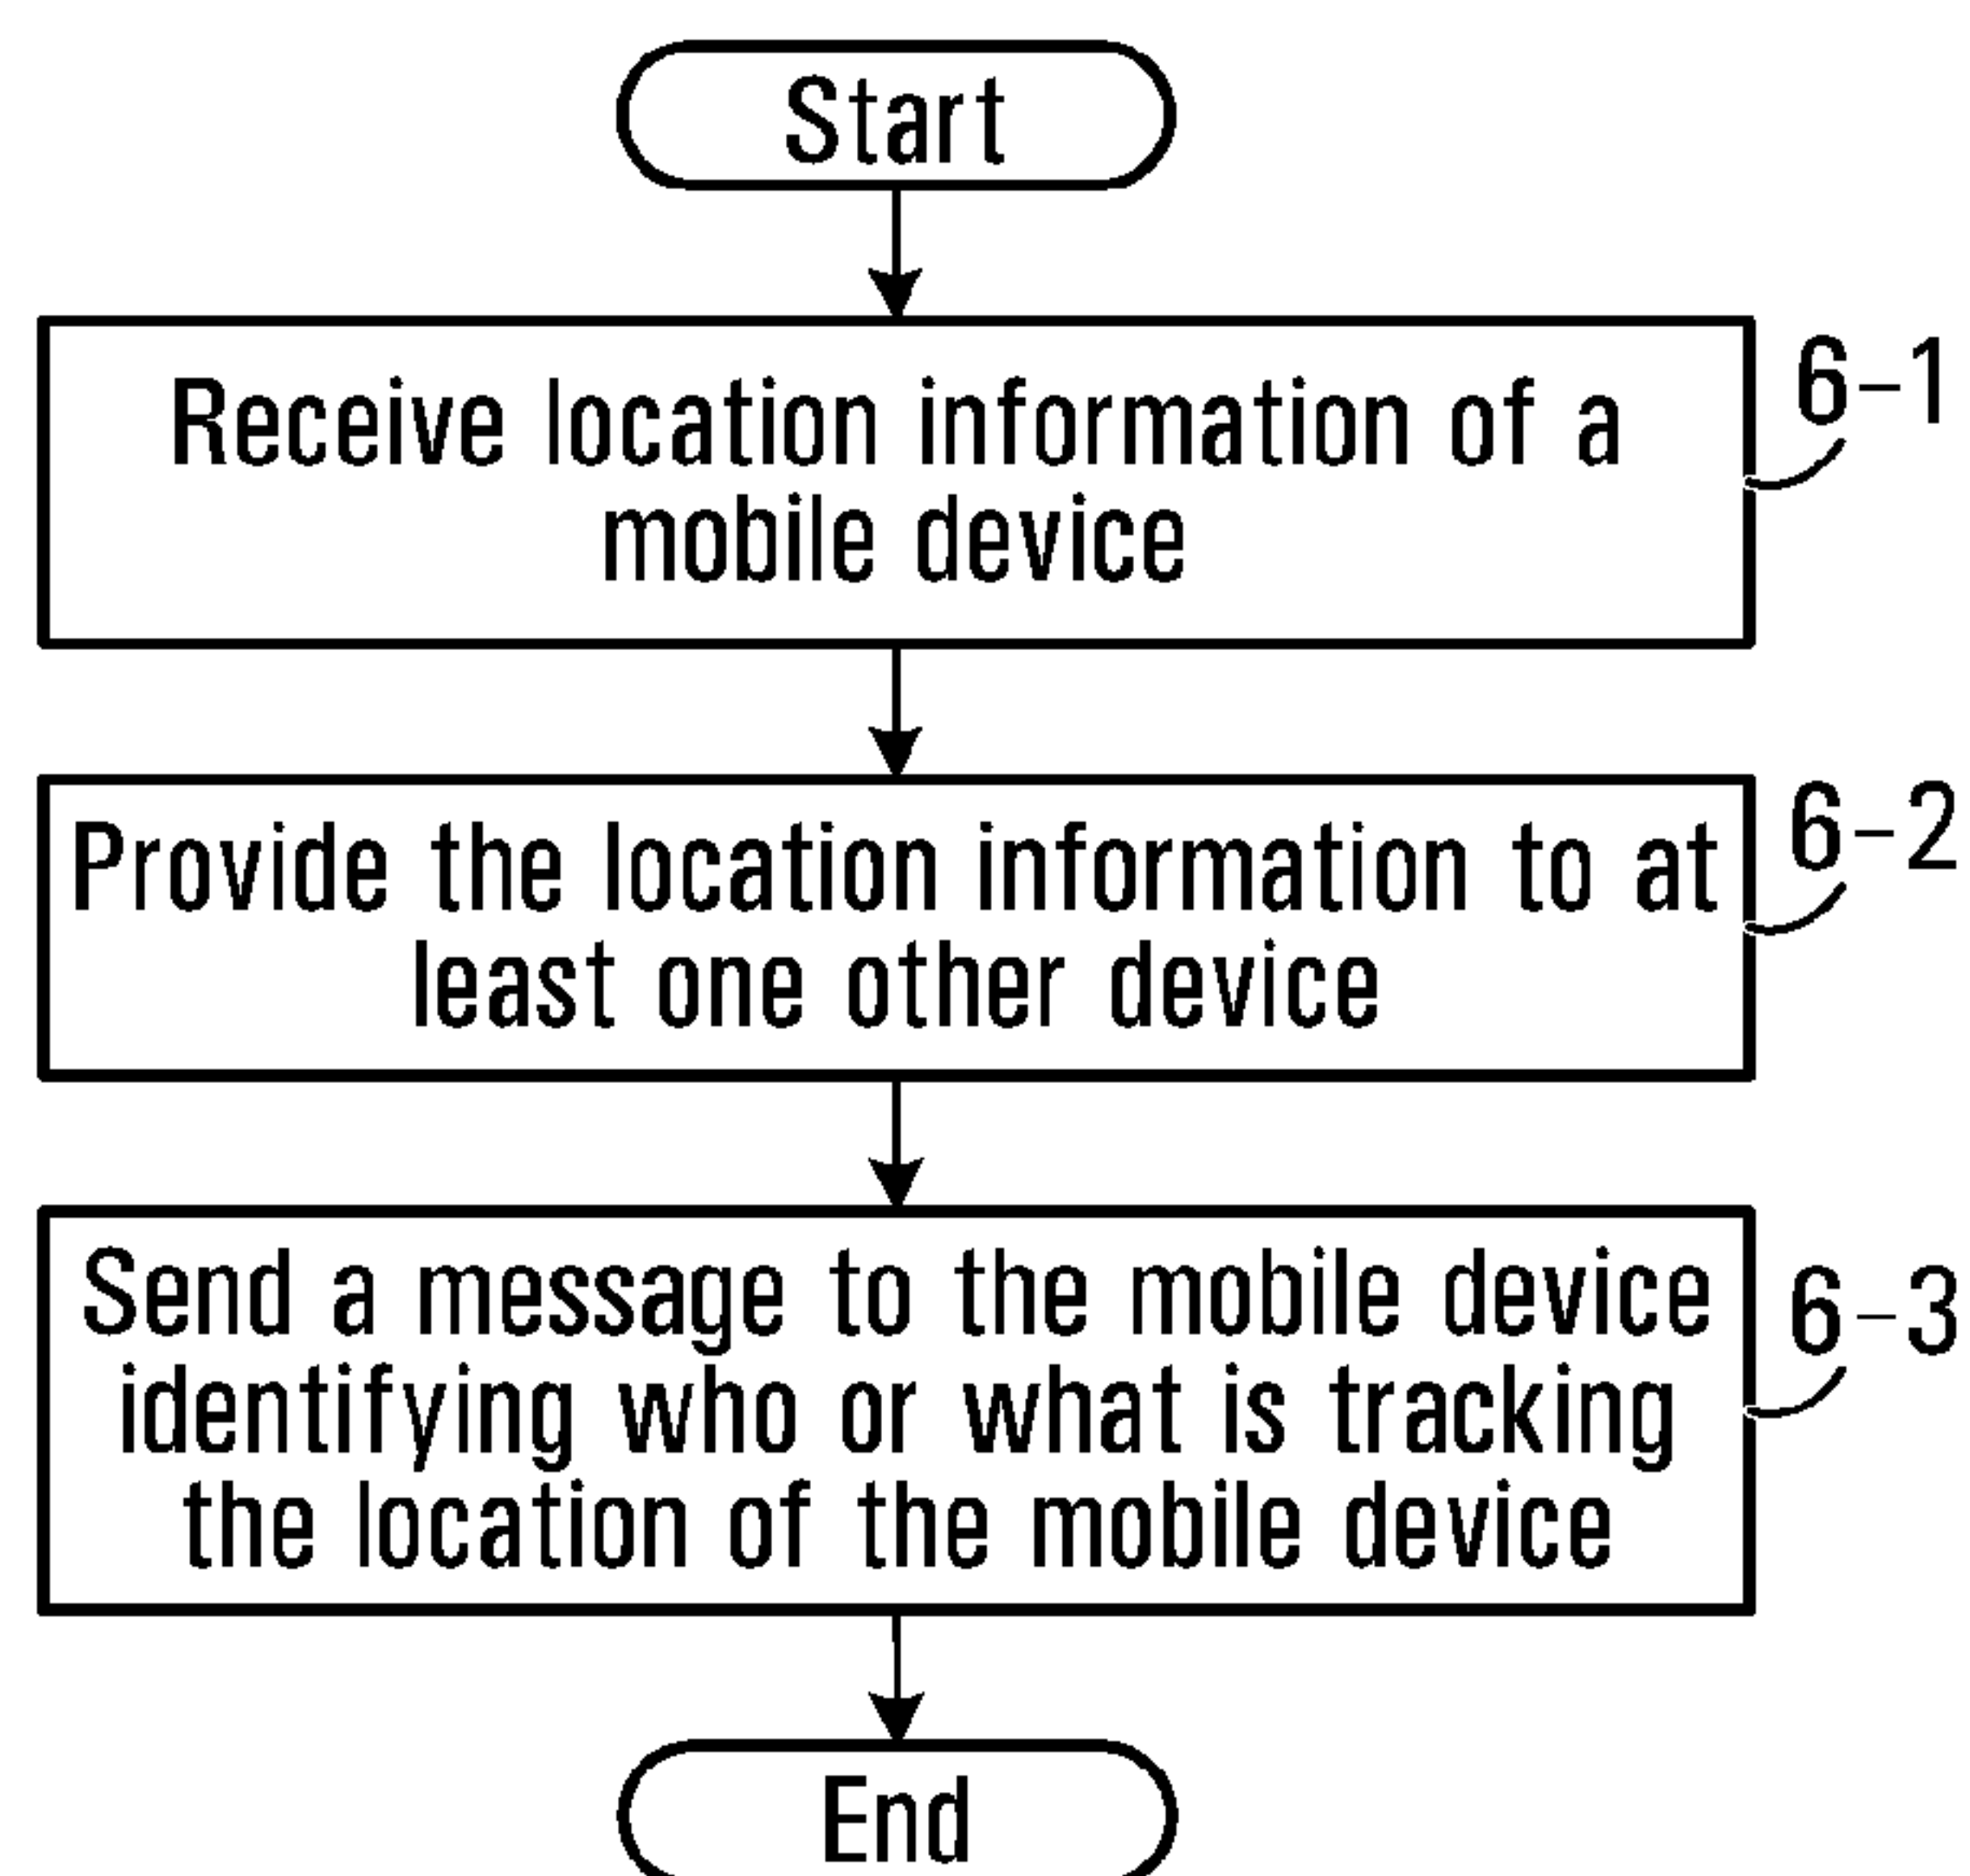 Start
Receive location information of a
mobile device
6-1
Provide the location information to at
least one other device
6-2
Send a message to the mobile device
identifying who or what is tracking
the location of the mobile device
6-3
End